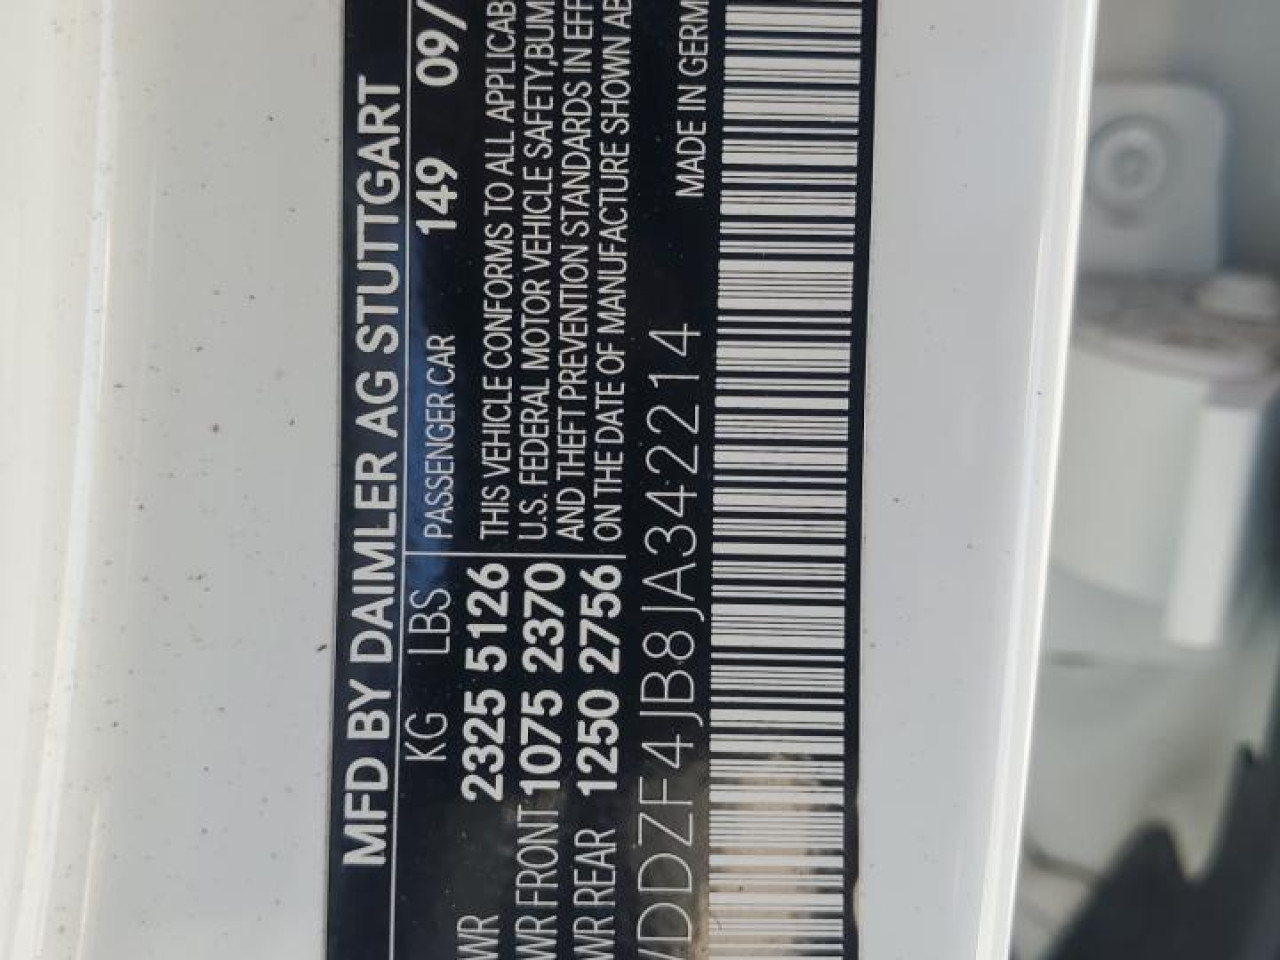 MFD BY DAIMLER AG STUTTGART
KG LBS PASSENGER CAR 149 09/
WR 2325 5126 THIS VEHICLE CONFORMS TO ALL APPLICAB
WR FRONT 1075 2370 U.S. FEDERAL MOTOR VEHICLE SAFETY,BUM
WR REAR 1250 2756 AND THEFT PREVENTION STANDARDS IN EFF
ON THE DATE OF MANUFACTURE SHOWN AB
DDZF4JB8JA342214 MADE IN GERM